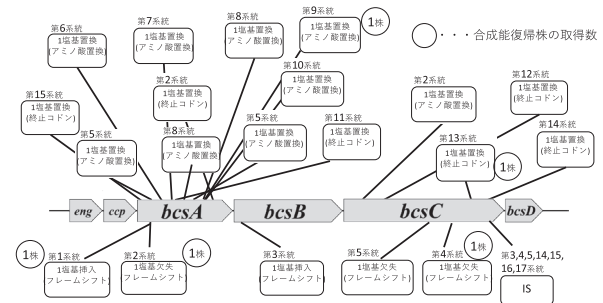 第6系統
1塩基置換
(アミノ酸置換)
第7系統
1塩基置換
(アミノ酸置換)
第8系統
1塩基置換
(アミノ酸置換)
第9系統
1塩基置換
(アミノ酸置換)
1株
・・・合成能復帰株の取得数
第15系統
1塩基置換
(終止コドン)
第2系統
1塩基置換
(終止コドン)
第10系統
1塩基置換
(アミノ酸置換)
第2系統
1塩基置換
(アミノ酸置換)
第12系統
1塩基置換
(終止コドン)
第5系統
1塩基置換
(アミノ酸置換)
第8系統
1塩基置換
(アミノ酸置換)
第5系統
1塩基置換
(アミノ酸置換)
第11系統
1塩基置換
(終止コドン)
第13系統
1塩基置換
(終止コドン)
1株
第14系統
1塩基置換
(終止コドン)
eng
ccp
bcsA
bcsB
bcsC
bcsD
1株
第1系統
1塩基挿入
(フレームシフト)
第2系統
1塩基欠失
(フレームシフト)
1株
第3系統
1塩基挿入
(フレームシフト)
第5系統
1塩基欠失
(フレームシフト)
第4系統
1塩基欠失
(フレームシフト)
1株
第3,4,5,14,15,
16,17系統
IS